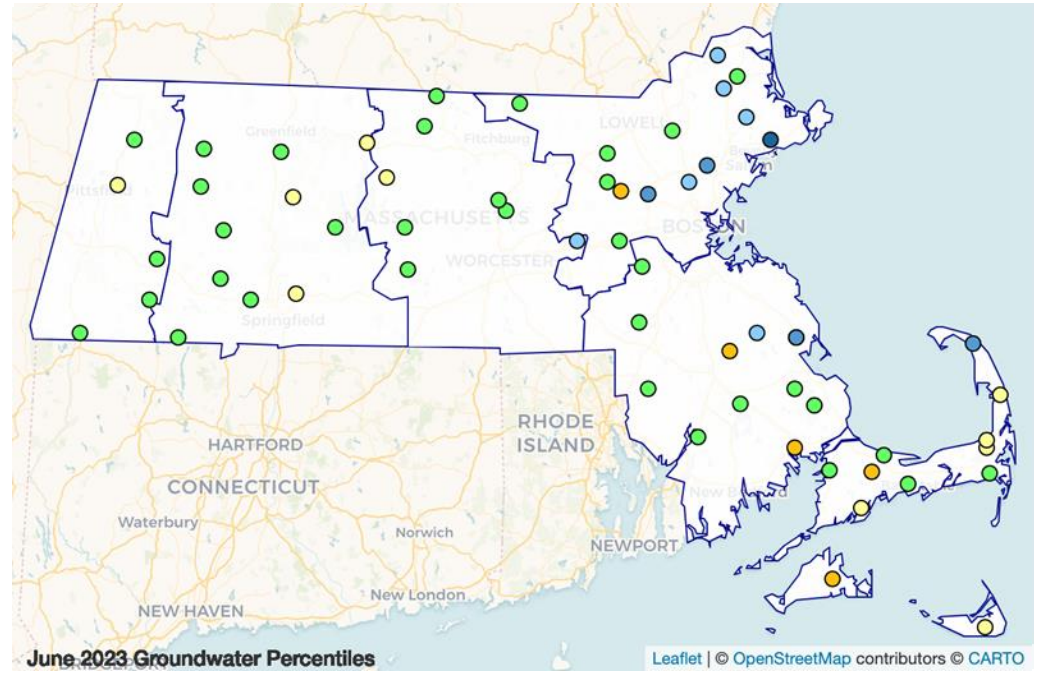 Greenfield
Fitchburg
LOWELL
Pittsfield
MASSACHUSETTS
BOSTON
WORCESTER
Springfield
RHODE
ISLAND
HARTFORD
CONNECTICUT
Waterbury
Norwich
New Bedford
NEWPORT
New London
NEW HAVEN
BRIDGEPORT
June 2023 Groundwater Percentiles
Leaflet | © OpenStreetMap contributors © CARTO